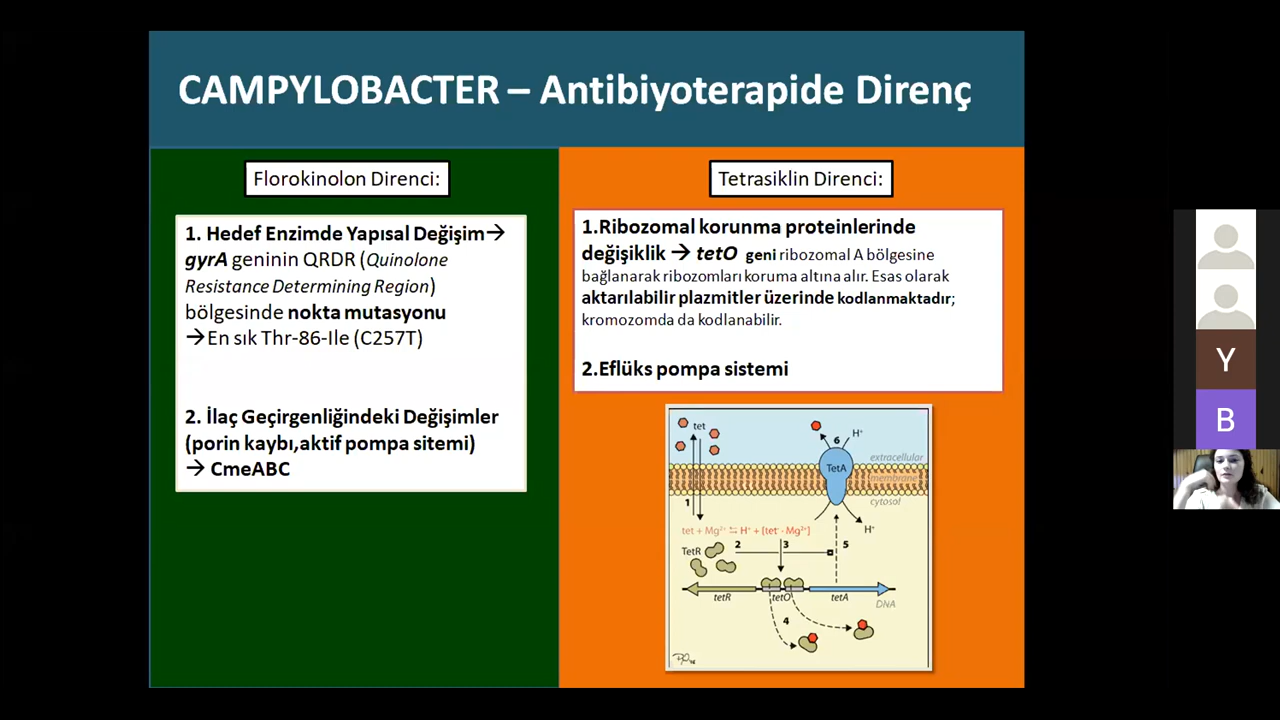 CAMPYLOBACTER – Antibiyoterapide Direnç
Florokinolon Direnci:
1. Hedef Enzimde Yapısal Değişim→
gyrA geninin QRDR (Quinolone
Resistance Determining Region)
bölgesinde nokta mutasyonu
→En sık Thr-86-Ile (C257T)
2. İlaç Geçirgenliğindeki Değişimler
(porin kaybı,aktif pompa sitemi)
→ CmeABC
Tetrasiklin Direnci:
1.Ribozomal korunma proteinlerinde
değişiklik → tetO geni ribozomal A bölgesine
bağlanarak ribozomları koruma altına alır. Esas olarak
aktarılabilir plazmitler üzerinde kodlanmaktadır;
kromozomda da kodlanabilir.
2.Eflüks pompa sistemi
tet
6
H⁺
TetA
extracellular
membrane
cytosol
1
H⁺
tet + Mg²⁺ ⇋ H⁺ + [tet⁻ · Mg²⁺]
TetR
2
3
5
tetR
tetO
tetA
DNA
4
Y
B